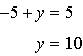 −5 + y = 5
y = 10